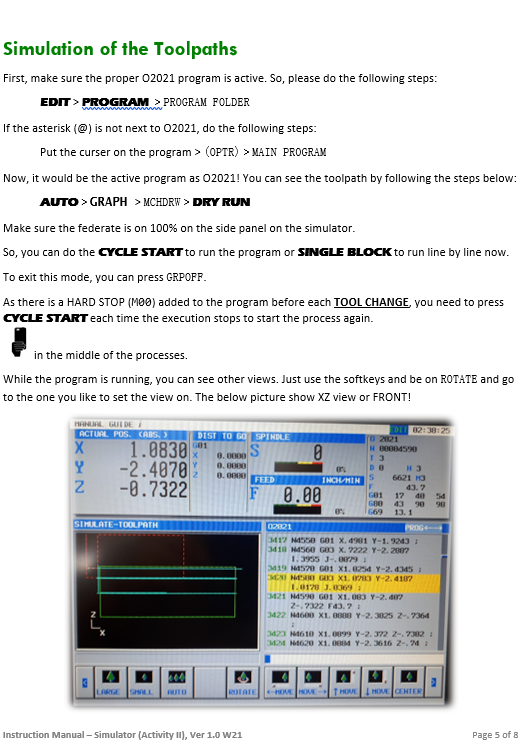 Simulation of the Toolpaths
First, make sure the proper O2021 program is active. So, please do the following steps:
EDIT > PROGRAM > PROGRAM FOLDER
If the asterisk (@) is not next to O2021, do the following steps:
Put the curser on the program > (OPTR) > MAIN PROGRAM
Now, it would be the active program as O2021! You can see the toolpath by following the steps below:
AUTO > GRAPH > MCHDRW > DRY RUN
Make sure the federate is on 100% on the side panel on the simulator.
So, you can do the CYCLE START to run the program or SINGLE BLOCK to run line by line now.
To exit this mode, you can press GRPOFF.
As there is a HARD STOP (M00) added to the program before each TOOL CHANGE, you need to press
CYCLE START each time the execution stops to start the process again.
in the middle of the processes.
While the program is running, you can see other views. Just use the softkeys and be on ROTATE and go
to the one you like to set the view on. The below picture show XZ view or FRONT!
MANUAL GUIDE i
EDIT 02:38:25
ACTUAL POS. (ABS.) DIST TO GO SPINDLE
X 1.0830
Y -2.4070
Z -0.7322
G01
X 0.0000
Y 0.0000
Z 0.0000
S 0
0%
FEED INCH/MIN
F 0.00
0%
O 2021
N 00004590
T 3
D 0 H 3
S 6621 M3
F 43.7
G01 17 40 54
G00 43 90 98
G69 13.1
SIMULATE-TOOLPATH
Z
X
O2021 PROG
3417 N4550 G01 X.4981 Y-1.9243 ;
3418 N4560 G03 X.7222 Y-2.2087
I.3955 J-.0079 ;
3419 N4570 G01 X1.0254 Y-2.4345 ;
3420 N4580 G03 X1.0783 Y-2.4187
I.0178 J.0369 ;
3421 N4590 G01 X1.083 Y-2.407
Z-.7322 F43.7 ;
3422 N4600 X1.0888 Y-2.3825 Z-.7364
;
3423 N4610 X1.0899 Y-2.372 Z-.7382 ;
3424 N4620 X1.0884 Y-2.3616 Z-.74 ;
< LARGE SMALL AUTO ROTATE ←MOVE MOVE→ ↑MOVE ↓MOVE CENTER >
Instruction Manual – Simulator (Activity II), Ver 1.0 W21
Page 5 of 8